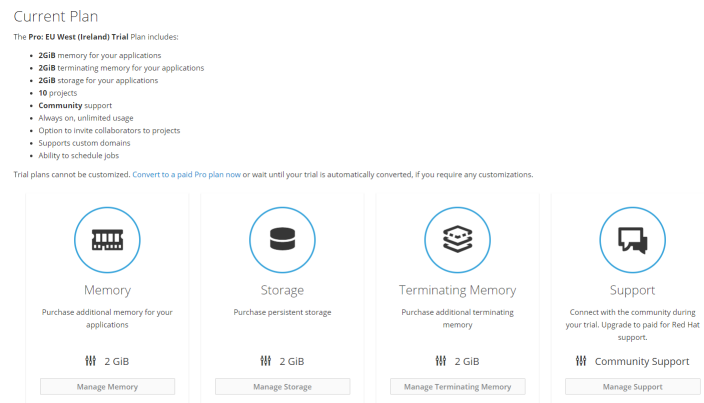 Current Plan
The Pro: EU West (Ireland) Trial Plan includes:
• 2GiB memory for your applications
• 2GiB terminating memory for your applications
• 2GiB storage for your applications
• 10 projects
• Community support
• Always on, unlimited usage
• Option to invite collaborators to projects
• Supports custom domains
• Ability to schedule jobs
Trial plans cannot be customized. Convert to a paid Pro plan now or wait until your trial is automatically converted, if you require any customizations.
Memory
Purchase additional memory for your
applications
2 GiB
Manage Memory
Storage
Purchase persistent storage
2 GiB
Manage Storage
Terminating Memory
Purchase additional terminating
memory
2 GiB
Manage Terminating Memory
Support
Connect with the community during
your trial. Upgrade to paid for Red Hat
support.
Community Support
Manage Support